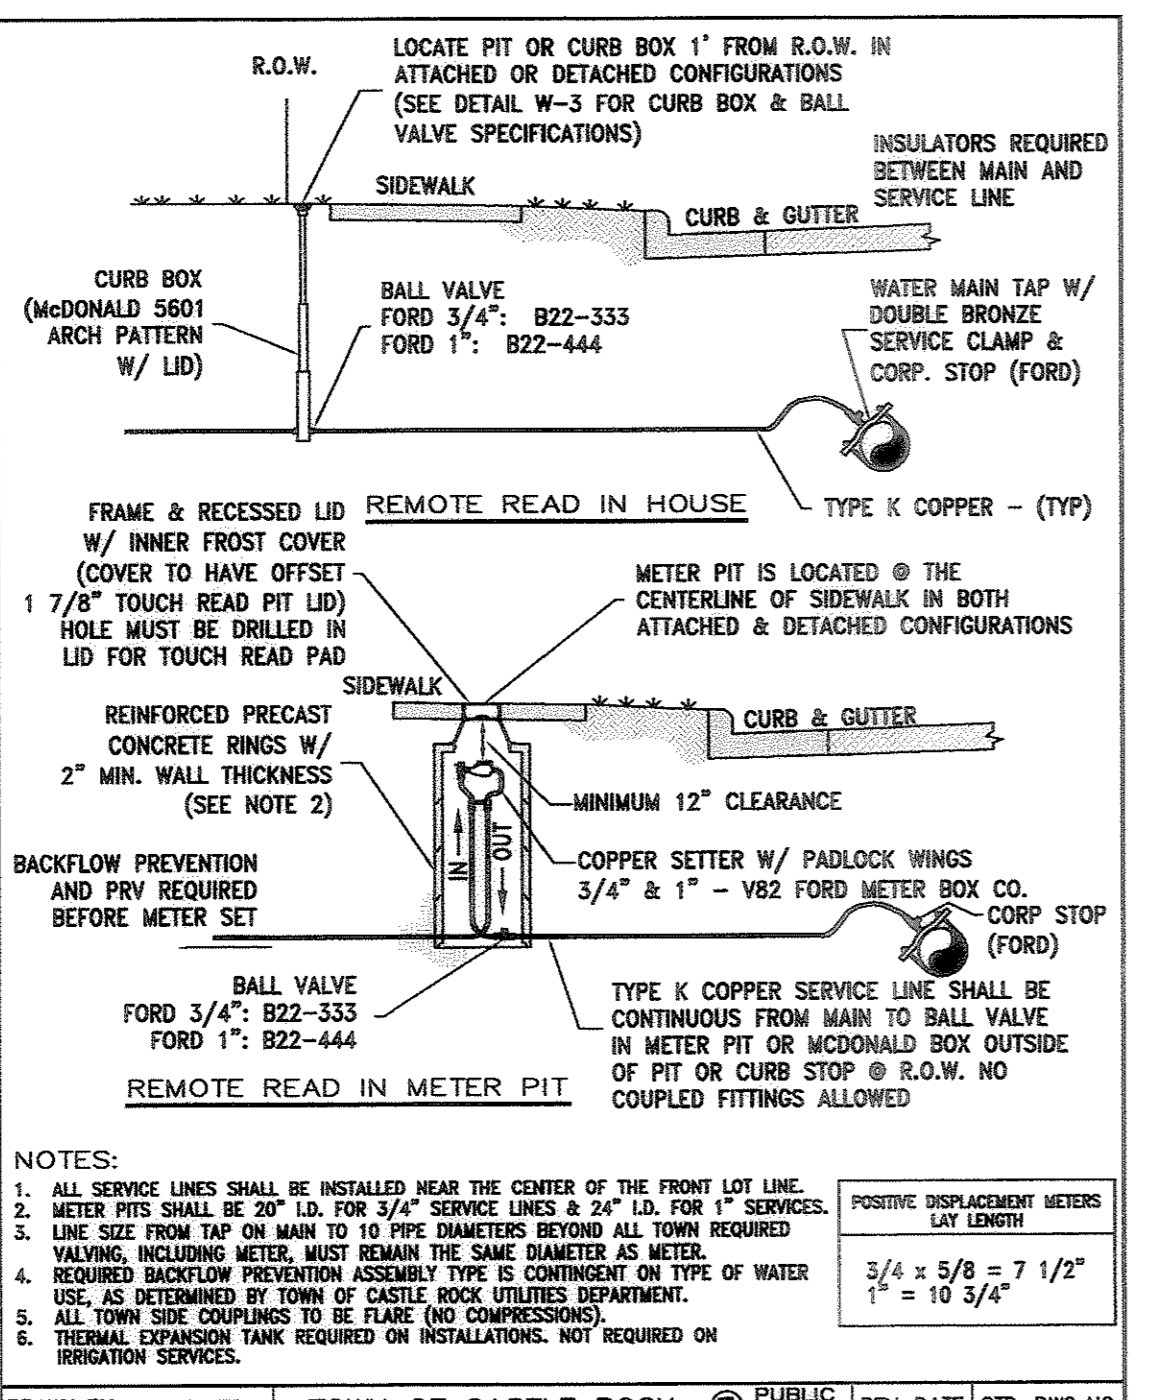 R.O.W.
LOCATE PIT OR CURB BOX 1' FROM R.O.W. IN
ATTACHED OR DETACHED CONFIGURATIONS
(SEE DETAIL W-3 FOR CURB BOX & BALL
VALVE SPECIFICATIONS)
INSULATORS REQUIRED
BETWEEN MAIN AND
SERVICE LINE
SIDEWALK
CURB & GUTTER
CURB BOX
(McDONALD 5601
ARCH PATTERN
W/ LID)
BALL VALVE
FORD 3/4": B22-333
FORD 1": B22-444
WATER MAIN TAP W/
DOUBLE BRONZE
SERVICE CLAMP &
CORP. STOP (FORD)
REMOTE READ IN HOUSE
TYPE K COPPER - (TYP)
FRAME & RECESSED LID
W/ INNER FROST COVER
(COVER TO HAVE OFFSET
1 7/8" TOUCH READ PIT LID)
HOLE MUST BE DRILLED IN
LID FOR TOUCH READ PAD
METER PIT IS LOCATED @ THE
CENTERLINE OF SIDEWALK IN BOTH
ATTACHED & DETACHED CONFIGURATIONS
SIDEWALK
CURB & GUTTER
REINFORCED PRECAST
CONCRETE RINGS W/
2" MIN. WALL THICKNESS
(SEE NOTE 2)
MINIMUM 12" CLEARANCE
IN
OUT
COPPER SETTER W/ PADLOCK WINGS
3/4" & 1" - V82 FORD METER BOX CO.
BACKFLOW PREVENTION
AND PRV REQUIRED
BEFORE METER SET
CORP STOP
(FORD)
BALL VALVE
FORD 3/4": B22-333
FORD 1": B22-444
TYPE K COPPER SERVICE LINE SHALL BE
CONTINUOUS FROM MAIN TO BALL VALVE
IN METER PIT OR MCDONALD BOX OUTSIDE
OF PIT OR CURB STOP @ R.O.W. NO
COUPLED FITTINGS ALLOWED
REMOTE READ IN METER PIT
NOTES:
1. ALL SERVICE LINES SHALL BE INSTALLED NEAR THE CENTER OF THE FRONT LOT LINE.
2. METER PITS SHALL BE 20" I.D. FOR 3/4" SERVICE LINES & 24" I.D. FOR 1" SERVICES.
3. LINE SIZE FROM TAP ON MAIN TO 10 PIPE DIAMETERS BEYOND ALL TOWN REQUIRED
VALVING, INCLUDING METER, MUST REMAIN THE SAME DIAMETER AS METER.
4. REQUIRED BACKFLOW PREVENTION ASSEMBLY TYPE IS CONTINGENT ON TYPE OF WATER
USE, AS DETERMINED BY TOWN OF CASTLE ROCK UTILITIES DEPARTMENT.
5. ALL TOWN SIDE COUPLINGS TO BE FLARE (NO COMPRESSIONS).
6. THERMAL EXPANSION TANK REQUIRED ON INSTALLATIONS. NOT REQUIRED ON
IRRIGATION SERVICES.
POSITIVE DISPLACEMENT METERS
LAY LENGTH
3/4 x 5/8 = 7 1/2"
1" = 10 3/4"
TOWN OF CASTLE ROCK
PUBLIC